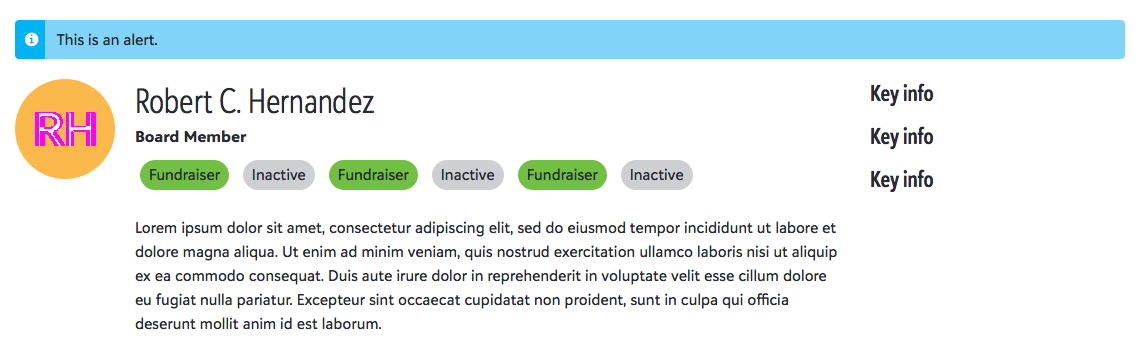 This is an alert.
RH
Robert C. Hernandez
Board Member
Fundraiser Inactive Fundraiser Inactive Fundraiser Inactive
Lorem ipsum dolor sit amet, consectetur adipiscing elit, sed do eiusmod tempor incididunt ut labore et
dolore magna aliqua. Ut enim ad minim veniam, quis nostrud exercitation ullamco laboris nisi ut aliquip
ex ea commodo consequat. Duis aute irure dolor in reprehenderit in voluptate velit esse cillum dolore
eu fugiat nulla pariatur. Excepteur sint occaecat cupidatat non proident, sunt in culpa qui officia
deserunt mollit anim id est laborum.
Key info
Key info
Key info